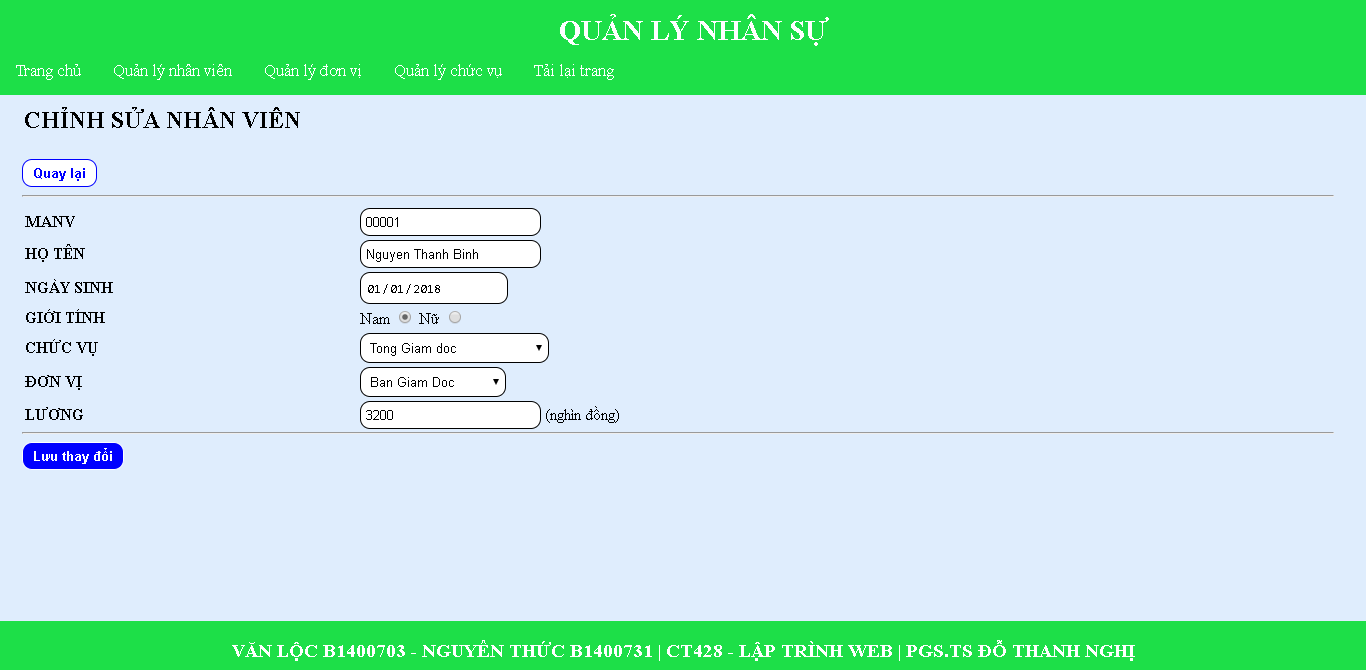 QUẢN LÝ NHÂN SỰ
Trang chủ Quản lý nhân viên Quản lý đơn vị Quản lý chức vụ Tải lại trang
CHỈNH SỬA NHÂN VIÊN
Quay lại
MANV 00001
HỌ TÊN Nguyen Thanh Binh
NGÀY SINH 01/01/2018
GIỚI TÍNH Nam Nữ
CHỨC VỤ Tong Giam doc
ĐƠN VỊ Ban Giam Doc
LƯƠNG 3200 (nghìn đồng)
Lưu thay đổi
VĂN LỘC B1400703 - NGUYỄN THỨC B1400731 | CT428 - LẬP TRÌNH WEB | PGS.TS ĐỖ THANH NGHỊ